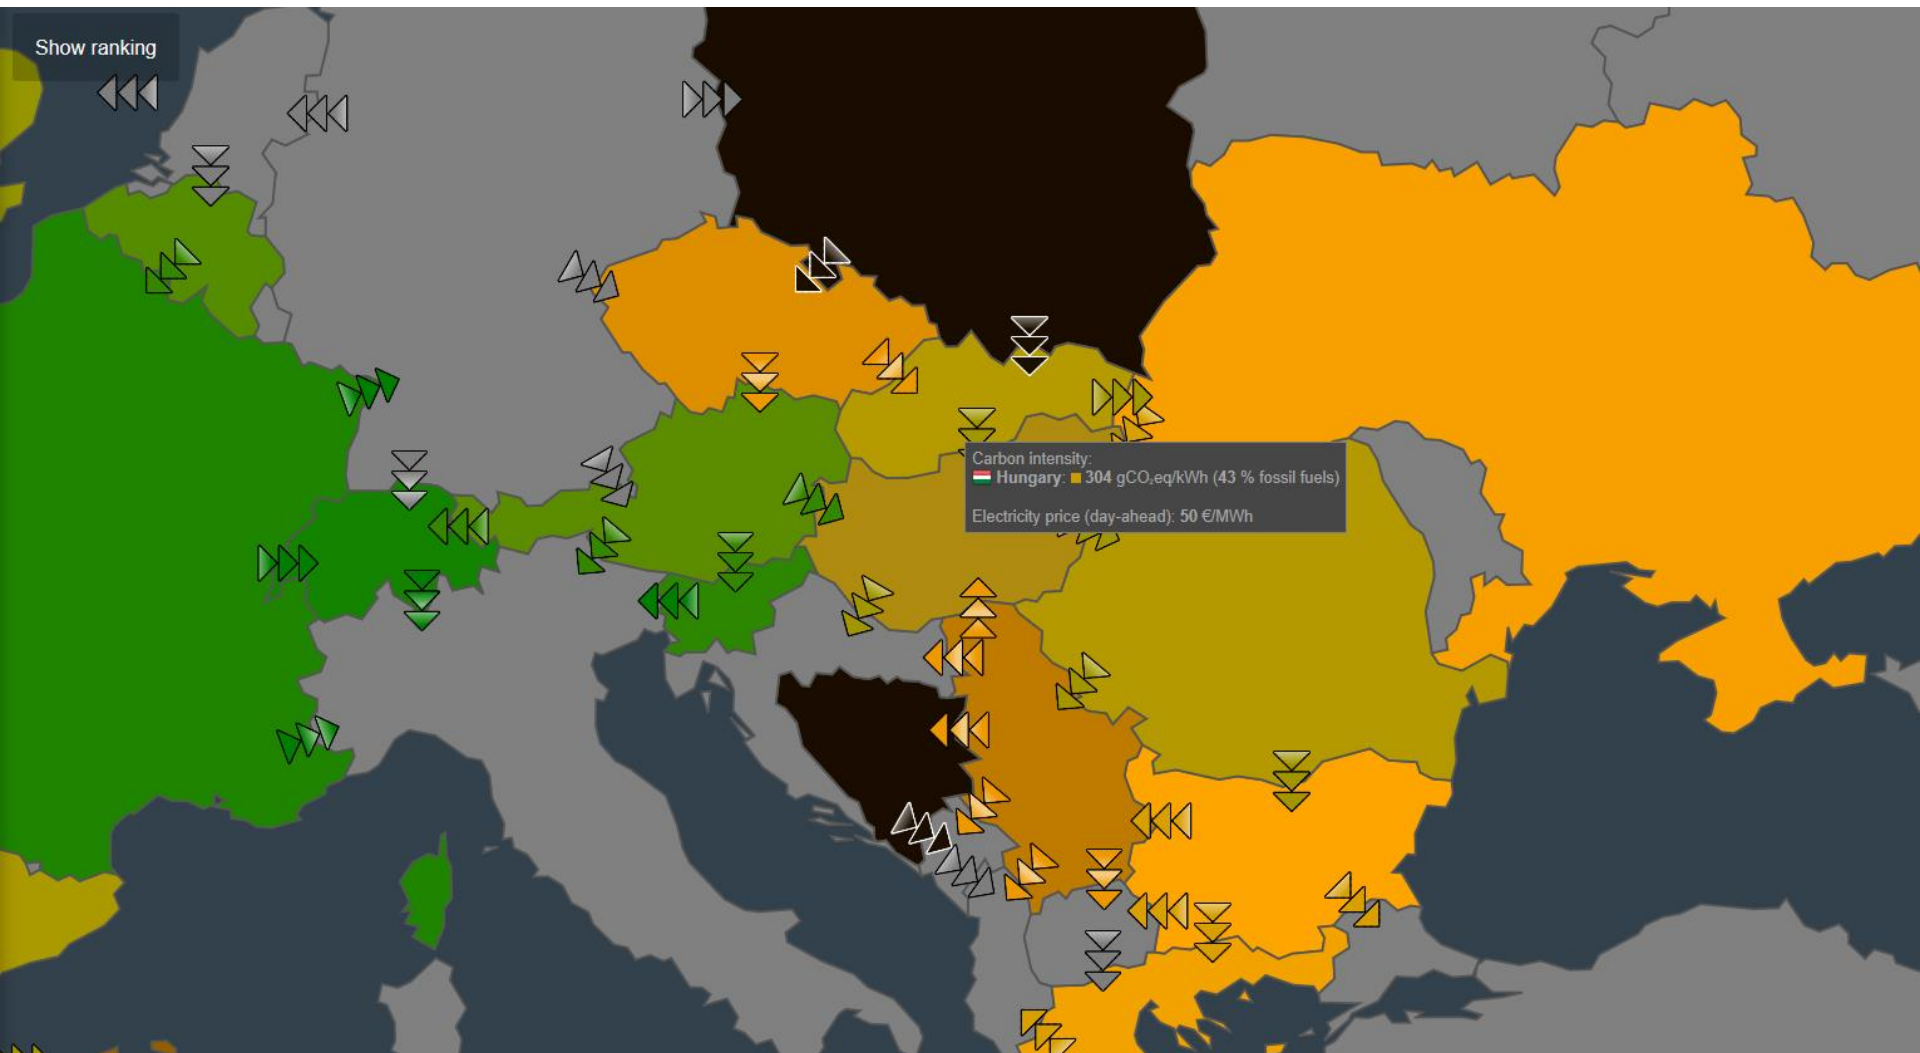 Show ranking
Carbon intensity:
Hungary: 304 gCO₂eq/kWh (43 % fossil fuels)
Electricity price (day-ahead): 50 €/MWh